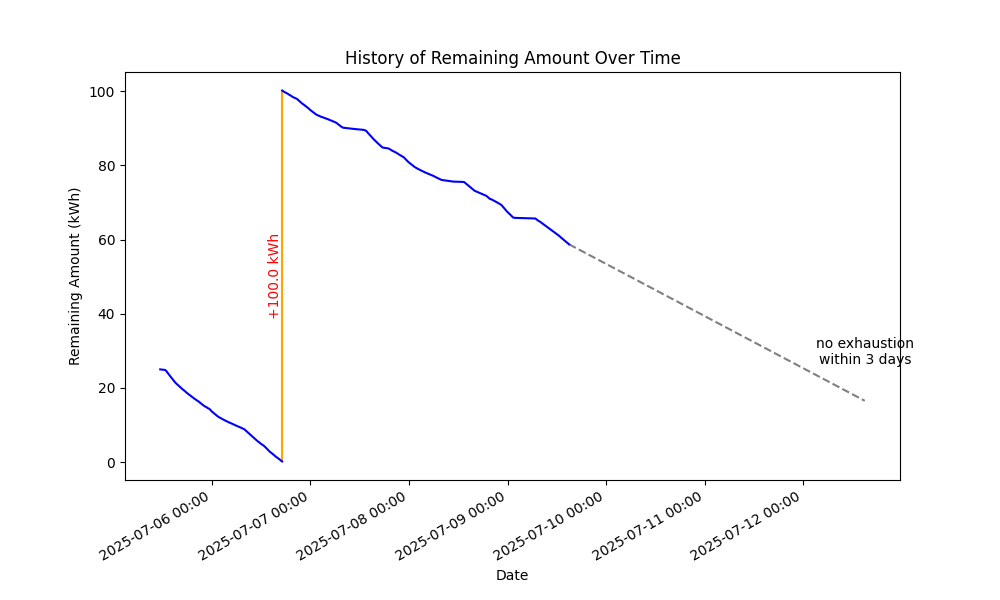 History of Remaining Amount Over Time
Remaining Amount (kWh)
100
80
60
40
20
0
+100.0 kWh
no exhaustion
within 3 days
2025-07-06 00:00
2025-07-07 00:00
2025-07-08 00:00
2025-07-09 00:00
2025-07-10 00:00
2025-07-11 00:00
2025-07-12 00:00
Date